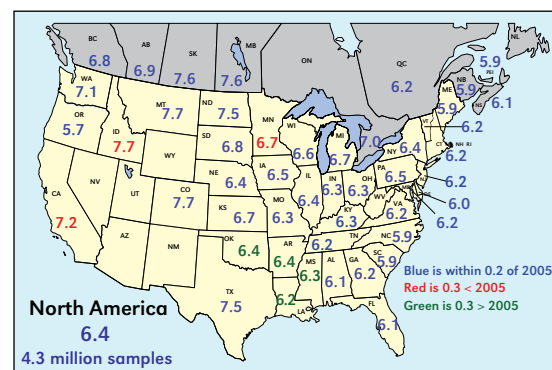 BC
6.8
AB
6.9
SK
7.6
MB
7.6
ON
QC
6.2
NL
5.9
PEI
NB
5.9
NS
6.1
WA
7.1
OR
5.7
ID
7.7
MT
7.7
ND
7.5
MN
6.7
WI
6.6
MI
6.7
7.0
NY
6.4
VT
ME
5.9
6.2
CT MA NH RI
6.2
SD
6.8
WY
NE
6.4
IA
6.5
IL
6.4
IN
6.3
OH
6.3
PA
6.5
NJ
6.2
6.0
6.2
CA
7.2
NV
UT
CO
7.7
KS
6.7
MO
6.3
KY
6.3
WV
VA
6.2
AZ
NM
OK
6.4
AR
6.4
TN
6.2
NC
5.9
SC
5.9
TX
7.5
LA
6.2
MS
6.3
AL
6.1
GA
6.2
FL
6.1
Blue is within 0.2 of 2005
Red is 0.3 < 2005
Green is 0.3 > 2005
North America
6.4
4.3 million samples